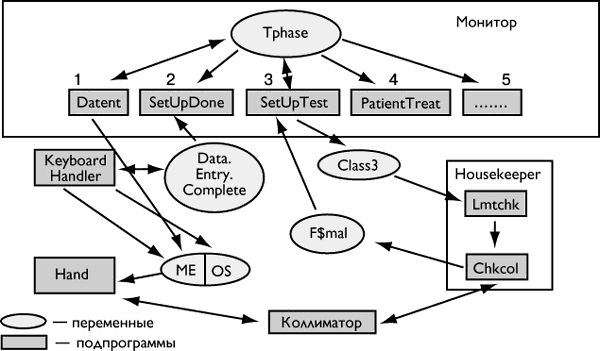 Монитор
Tphase
1
2
3
4
5
Datent
SetUpDone
SetUpTest
PatientTreat
.......
Keyboard
Handler
Data.
Entry.
Complete
Class3
Housekeeper
Lmtchk
F$mal
Chkcol
ME
OS
Hand
Коллиматор
— переменные
— подпрограммы